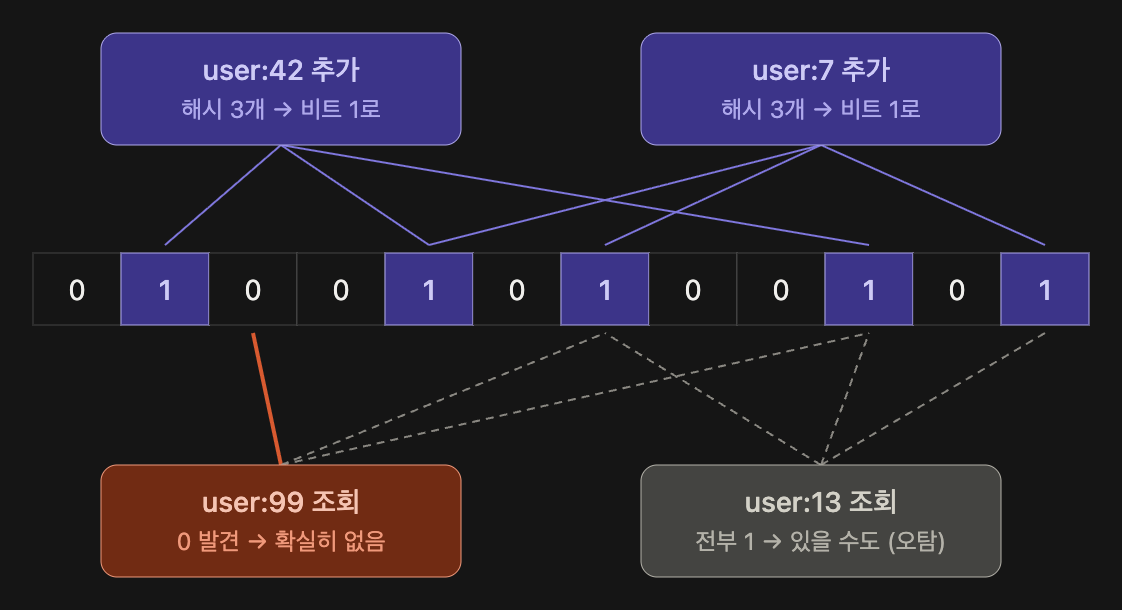 user:42 추가
해시 3개 → 비트 1로
user:7 추가
해시 3개 → 비트 1로
0 1 0 0 1 0 1 0 0 1 0 1
user:99 조회
0 발견 → 확실히 없음
user:13 조회
전부 1 → 있을 수도 (오탐)